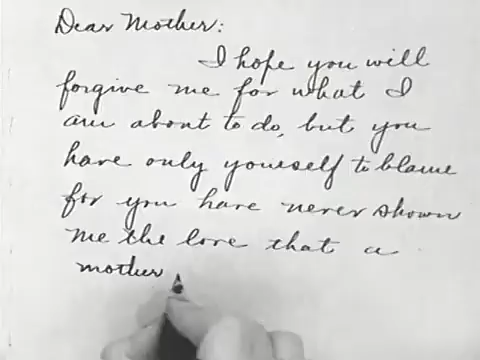 Dear Mother:
I hope you will
forgive me for what I
am about to do, but you
have only yourself to blame
for you have never shown
me the love that a
mother